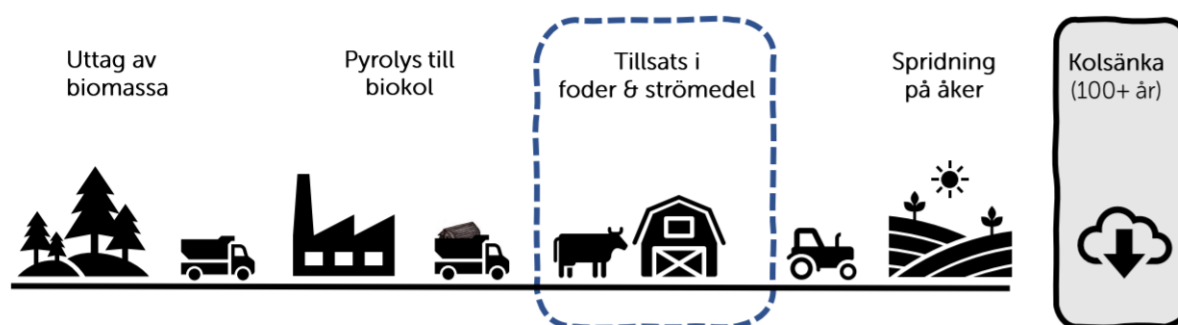 Uttag av
biomassa
Pyrolys till
biokol
Tillsats i
foder & strömedel
Spridning
på åker
Kolsänka
(100+ år)